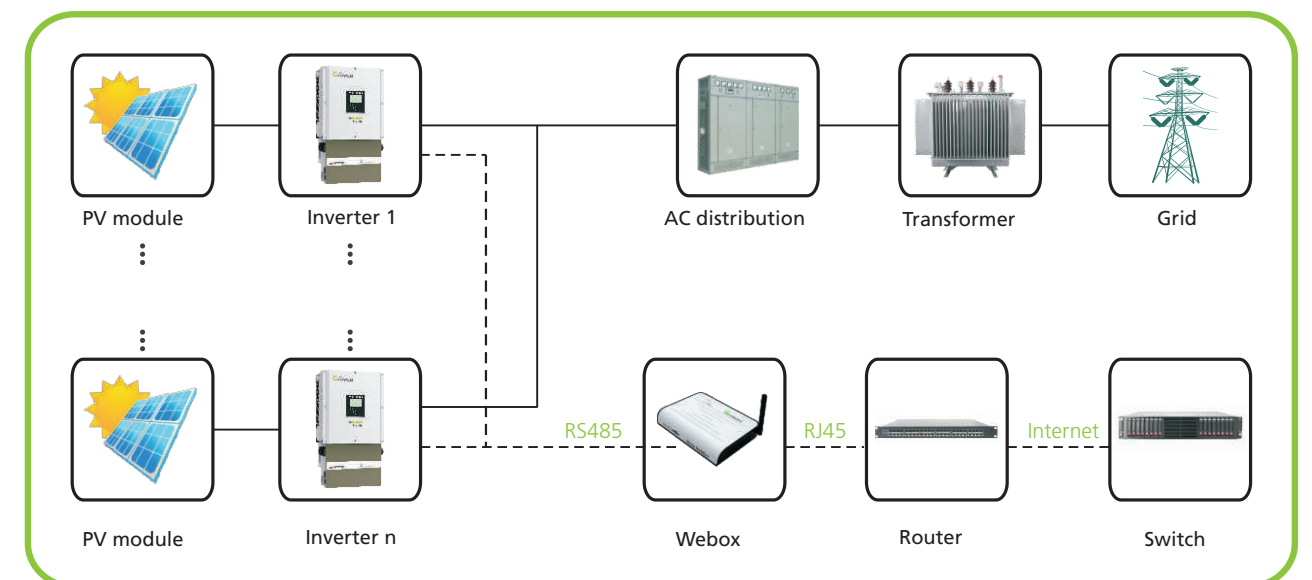 PV module
Inverter 1
AC distribution
Transformer
Grid
RS485
RJ45
Internet
PV module
Inverter n
Webox
Router
Switch